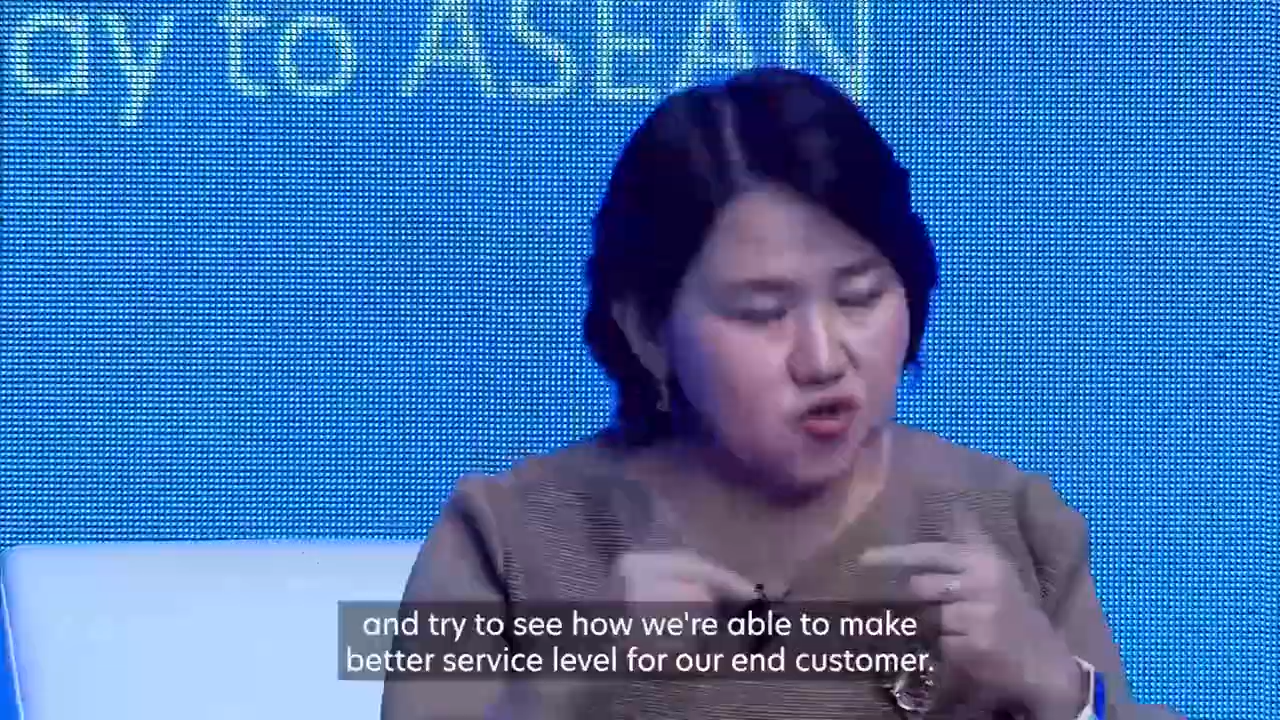 ay to ASEAN
and try to see how we're able to make
better service level for our end customer.